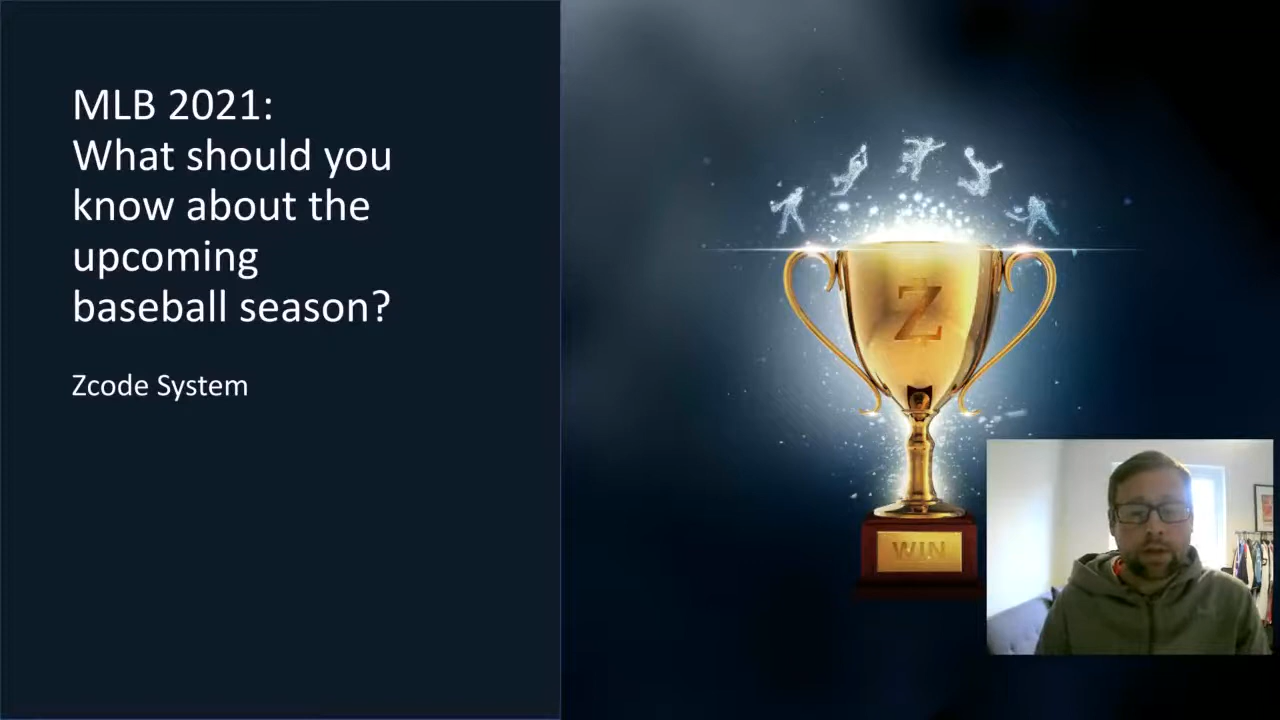 MLB 2021:
What should you
know about the
upcoming
baseball season?
Zcode System
Z
WIN